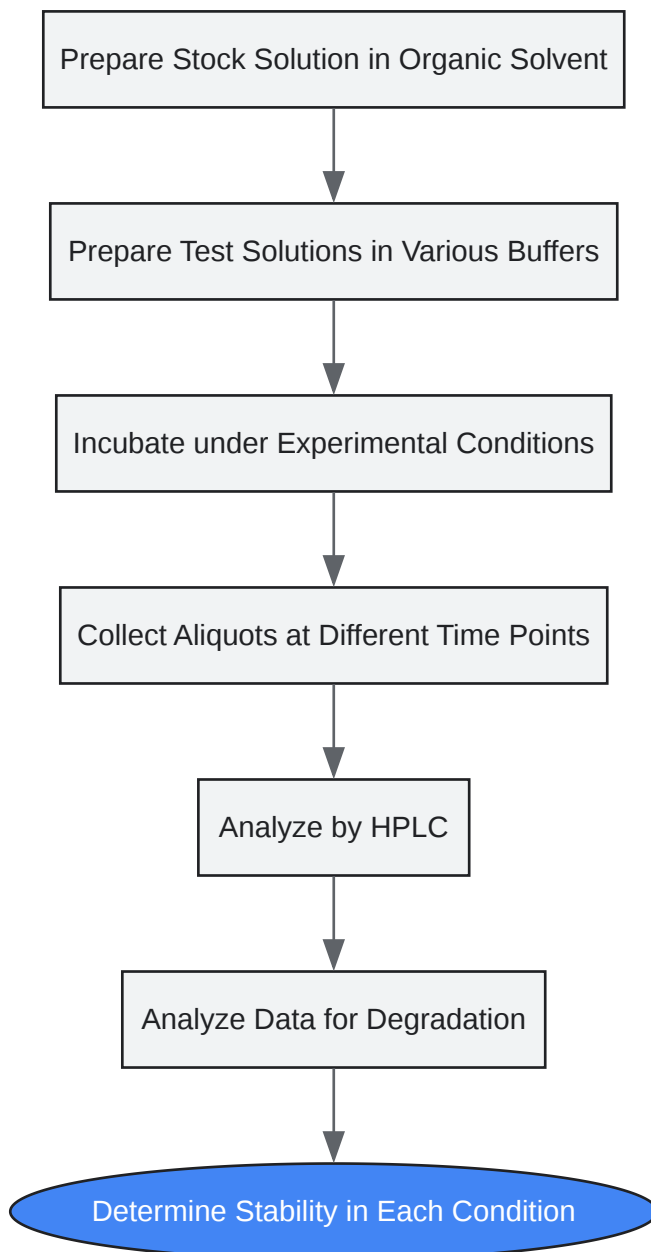 Prepare Stock Solution in Organic Solvent
Prepare Test Solutions in Various Buffers
Incubate under Experimental Conditions
Collect Aliquots at Different Time Points
Analyze by HPLC
Analyze Data for Degradation
Determine Stability in Each Condition